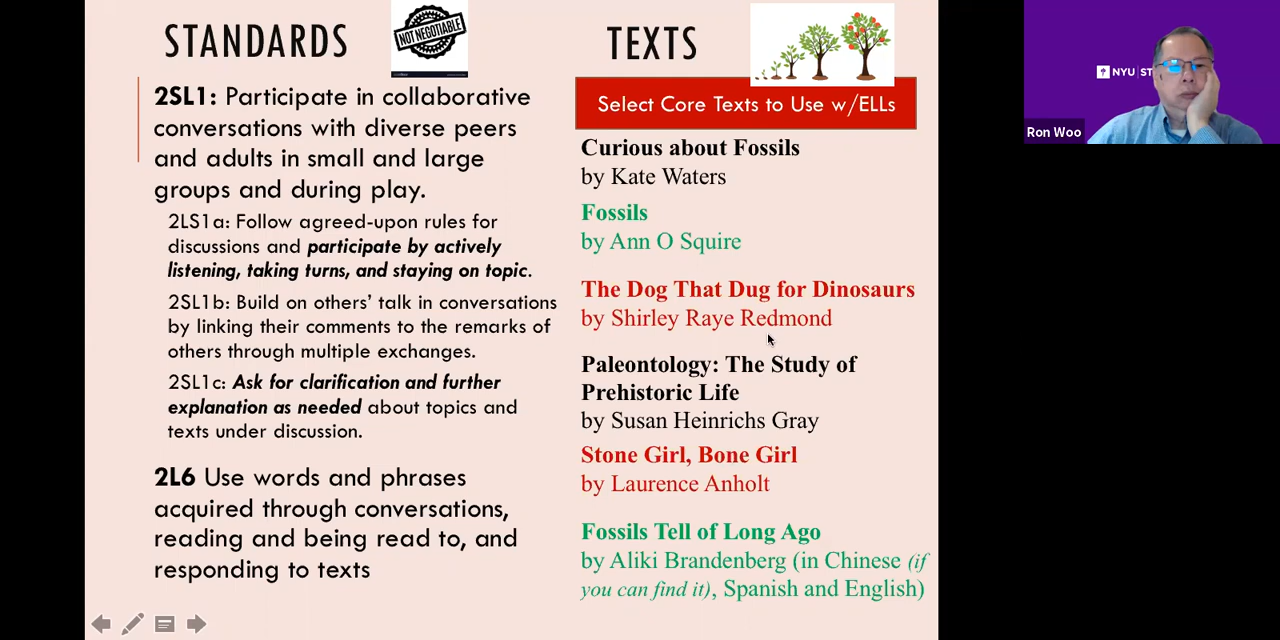 STANDARDS
NOT NEGOTIABLE
2SL1: Participate in collaborative
conversations with diverse peers
and adults in small and large
groups and during play.
2LS1a: Follow agreed-upon rules for
discussions and participate by actively
listening, taking turns, and staying on topic.
2SL1b: Build on others' talk in conversations
by linking their comments to the remarks of
others through multiple exchanges.
2SL1c: Ask for clarification and further
explanation as needed about topics and
texts under discussion.
2L6 Use words and phrases
acquired through conversations,
reading and being read to, and
responding to texts
TEXTS
Select Core Texts to Use w/ELLs
Curious about Fossils
by Kate Waters
Fossils
by Ann O Squire
The Dog That Dug for Dinosaurs
by Shirley Raye Redmond
Paleontology: The Study of
Prehistoric Life
by Susan Heinrichs Gray
Stone Girl, Bone Girl
by Laurence Anholt
Fossils Tell of Long Ago
by Aliki Brandenberg (in Chinese (if
you can find it), Spanish and English)
NYU | ST
Ron Woo